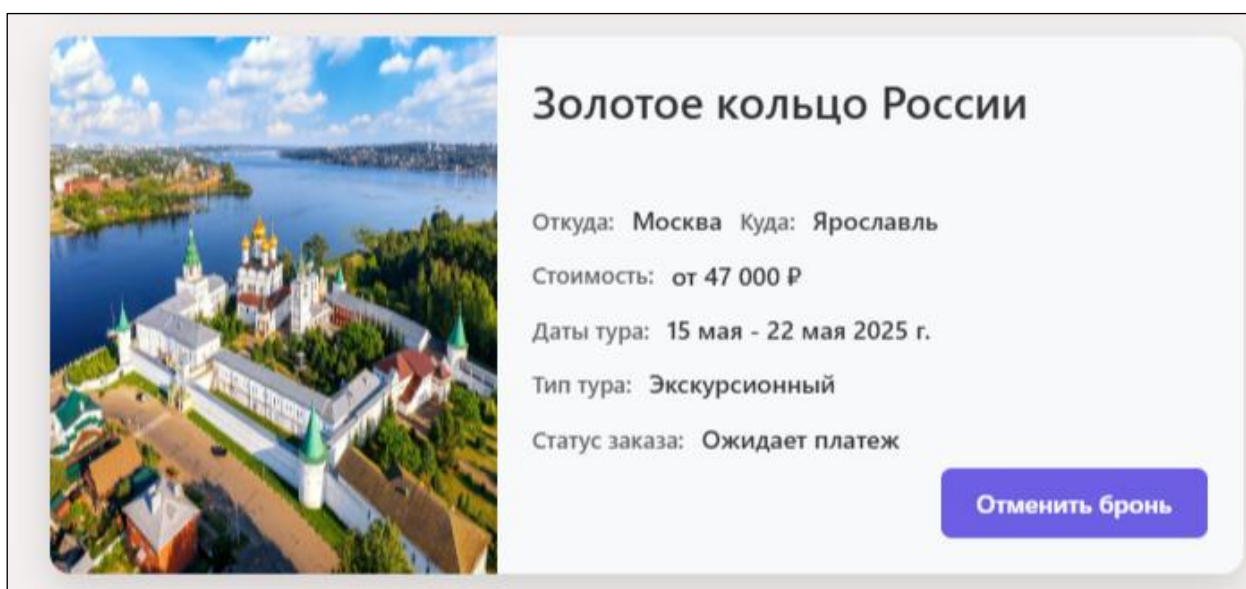 Золотое кольцо России
Откуда: Москва Куда: Ярославль
Стоимость: от 47 000 ₽
Даты тура: 15 мая - 22 мая 2025 г.
Тип тура: Экскурсионный
Статус заказа: Ожидает платеж
Отменить бронь